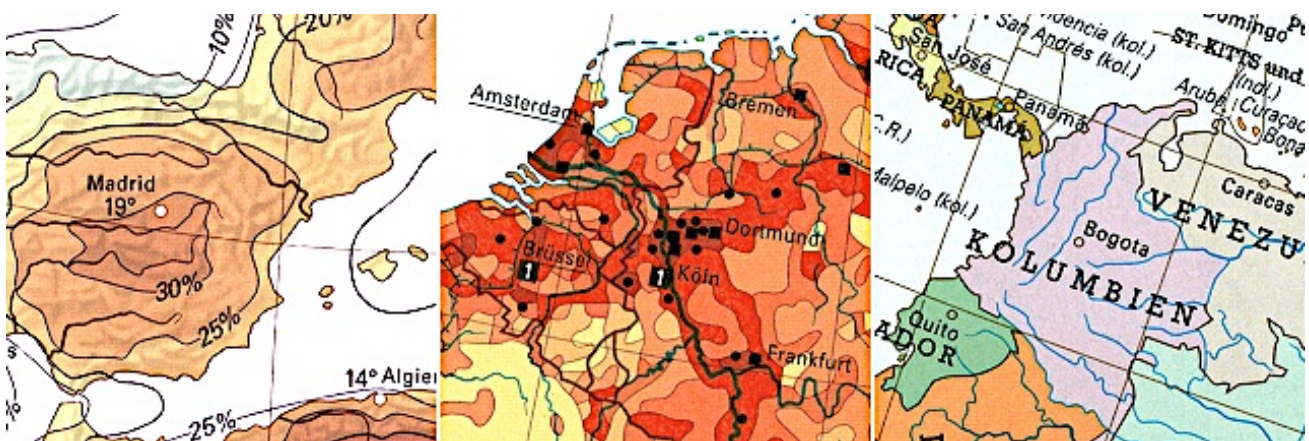 20%
10%
Madrid
19°
30%
25%
14° Algier
25%
Amsterdam
Bremen
Dortmund
Brüssel
1
Köln
1
Frankfurt
San Andrés (kol.)
San José
RICA
PANAMA
Panamá
Domingo
ST. KITTS und
(ndl.)
Aruba
Curaçao
Bona
Malpelo (kol.)
Caracas
VENEZU
Bogota
KOLUMBIEN
Quito
ADOR